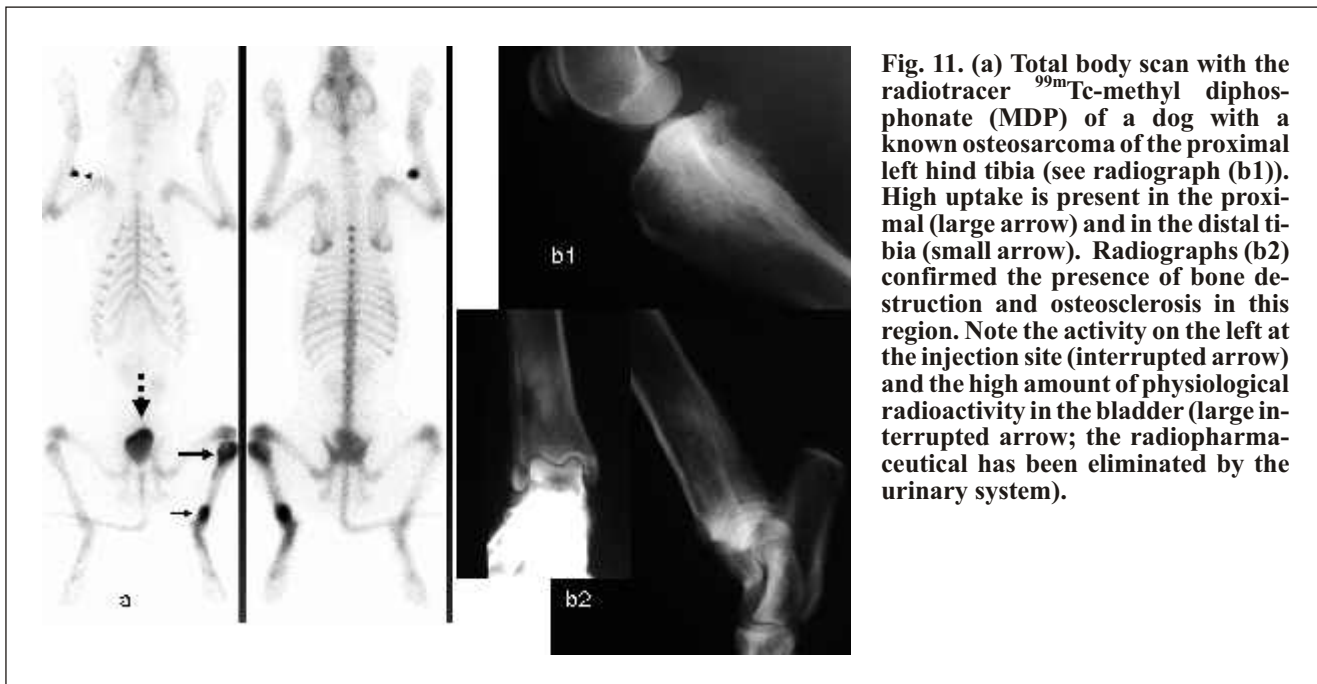 a
b1
b2
Fig. 11. (a) Total body scan with the
radiotracer 99mTc-methyl diphos-
phonate (MDP) of a dog with a
known osteosarcoma of the proximal
left hind tibia (see radiograph (b1)).
High uptake is present in the proxi-
mal (large arrow) and in the distal ti-
bia (small arrow). Radiographs (b2)
confirmed the presence of bone de-
struction and osteosclerosis in this
region. Note the activity on the left at
the injection site (interrupted arrow)
and the high amount of physiological
radioactivity in the bladder (large in-
terrupted arrow; the radiopharma-
ceutical has been eliminated by the
urinary system).